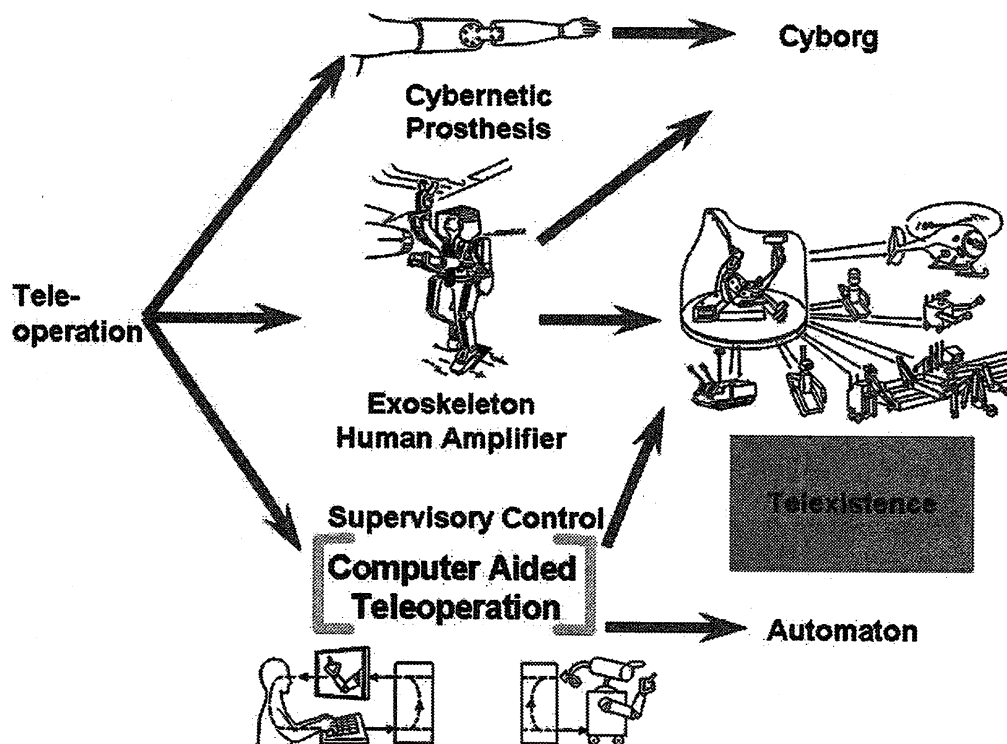 Cyborg
Cybernetic
Prosthesis
Tele-
operation
Exoskeleton
Human Amplifier
Telexistence
Supervisory Control
Computer Aided
Teleoperation
Automaton